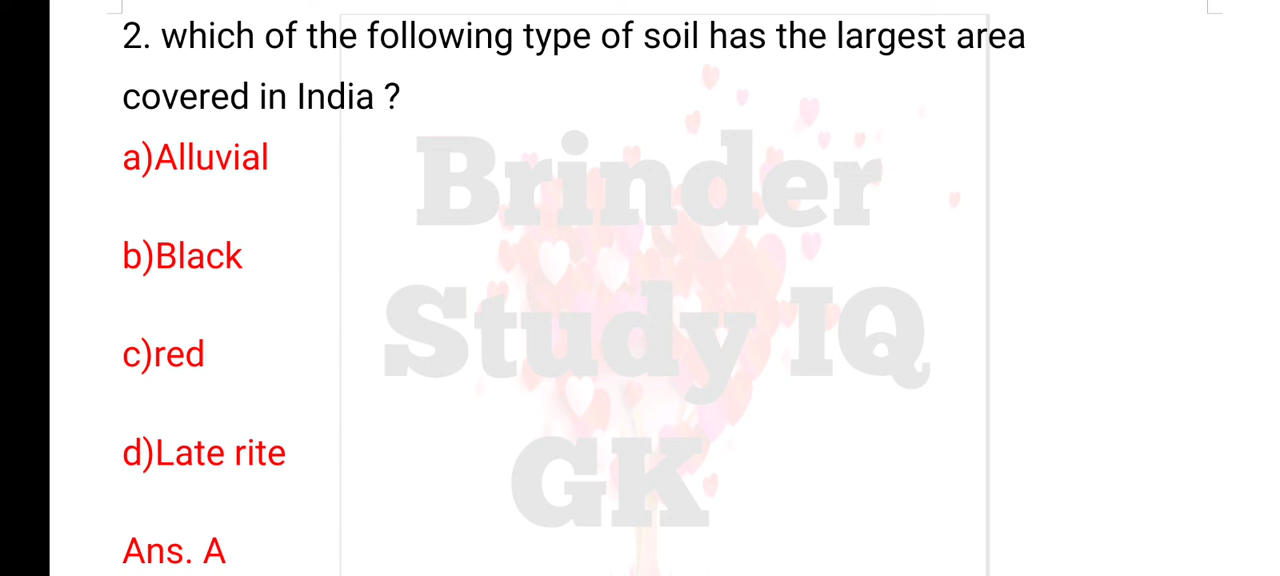 2. which of the following type of soil has the largest area
covered in India ?
a)Alluvial
b)Black
c)red
d)Late rite
Ans. A
Brinder
Study IQ
GK